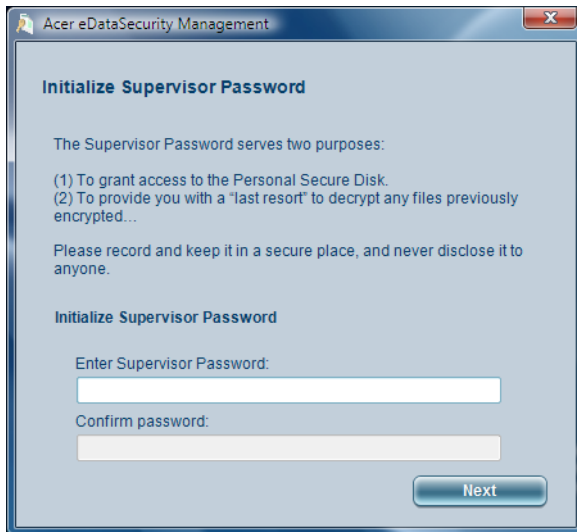 Acer eDataSecurity Management
X
Initialize Supervisor Password
The Supervisor Password serves two purposes:
(1) To grant access to the Personal Secure Disk.
(2) To provide you with a “last resort” to decrypt any files previously
encrypted...
Please record and keep it in a secure place, and never disclose it to
anyone.
Initialize Supervisor Password
Enter Supervisor Password:
Confirm password:
Next